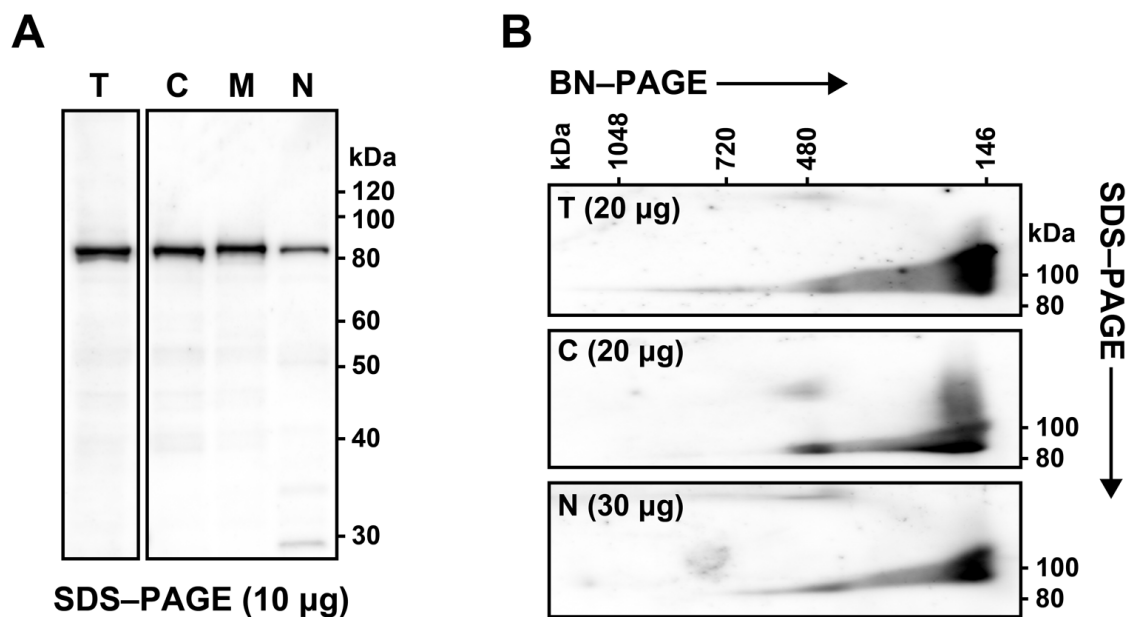 A
T C M N
kDa
120
100
80
60
50
40
30
SDS–PAGE (10 µg)
B
BN–PAGE
kDa
1048
720
480
146
T (20 µg)
kDa
100
80
C (20 µg)
100
80
N (30 µg)
100
80
SDS–PAGE